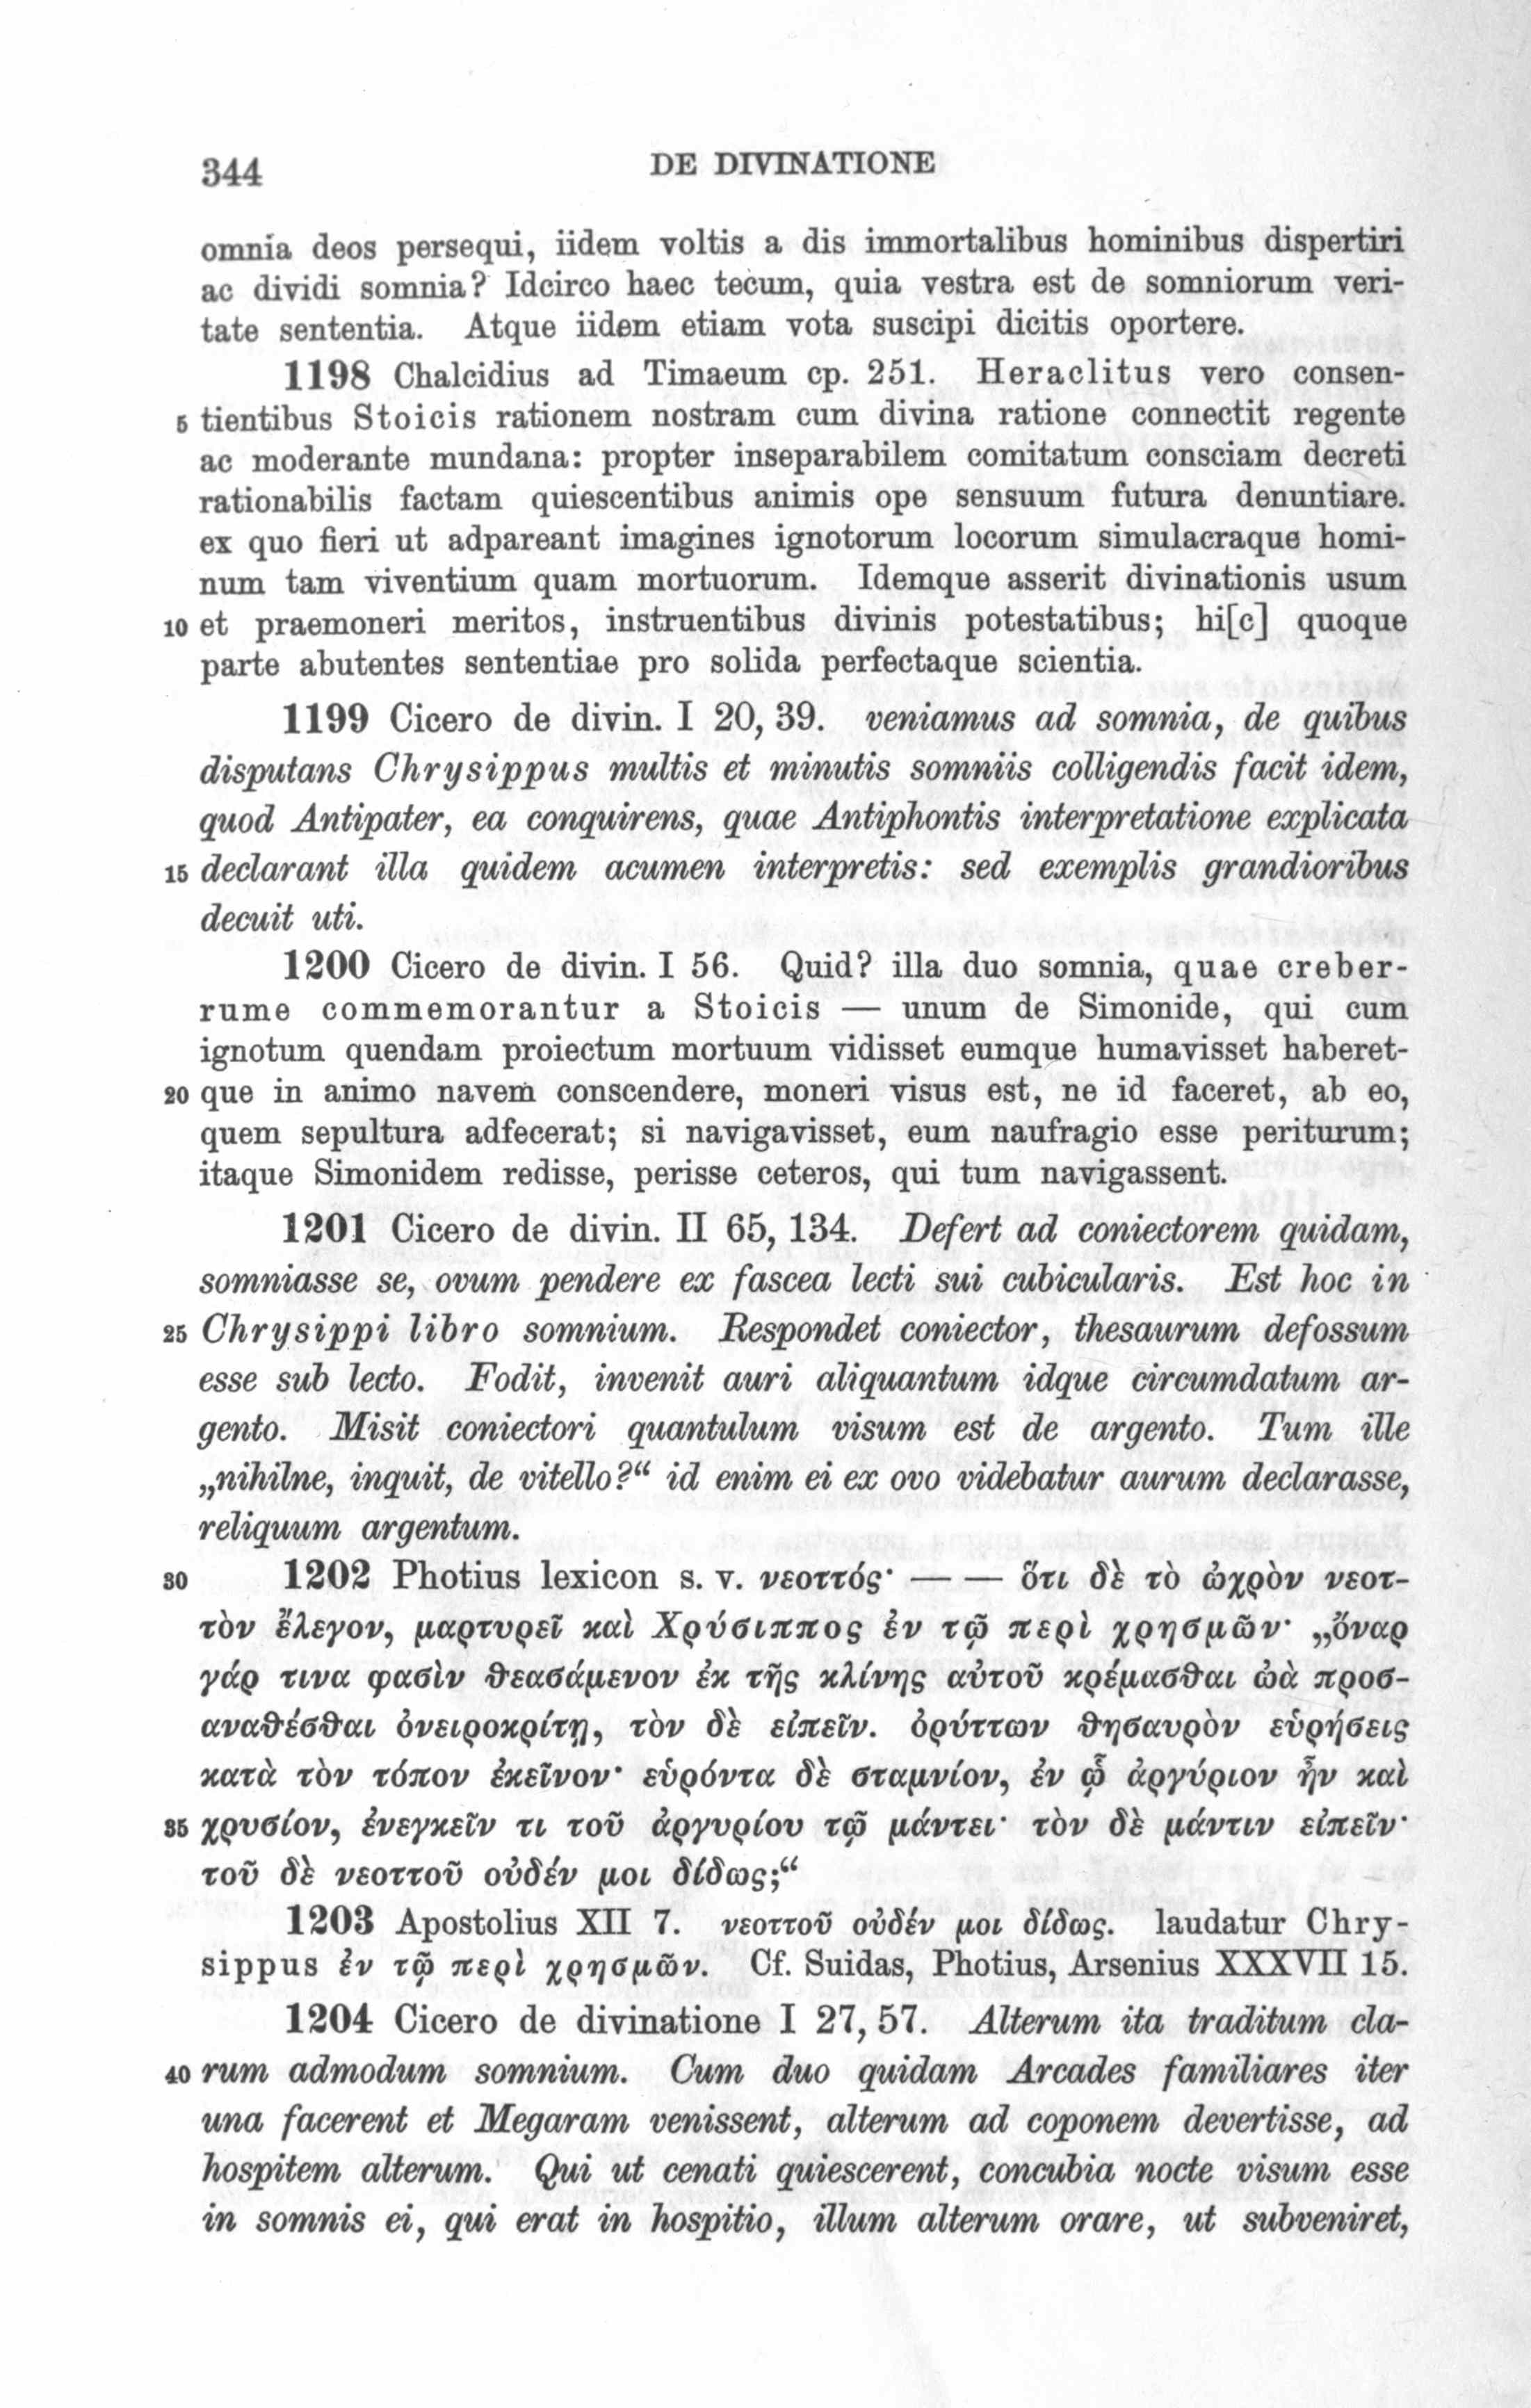 344 DE DIVINATIONE
omnia deos persequi, iidem voltis a dis immortalibus hominibus dispertiri
ac dividi somnia? Idcirco haec tecum, quia vestra est de somniorum veri-
tate sententia. Atque iidem etiam vota suscipi dicitis oportere.
1198 Chalcidius ad Timaeum cp. 251. Heraclitus vero consen-
5 tientibus Stoicis rationem nostram cum divina ratione connectit regente
ac moderante mundana: propter inseparabilem comitatum consciam decreti
rationabilis factam quiescentibus animis ope sensuum futura denuntiare.
ex quo fieri ut adpareant imagines ignotorum locorum simulacraque homi-
num tam viventium quam mortuorum. Idemque asserit divinationis usum
10 et praemoneri meritos, instruentibus divinis potestatibus; hi[c] quoque
parte abutentes sententiae pro solida perfectaque scientia.
1199 Cicero de divin. I 20, 39. veniamus ad somnia, de quibus
disputans Chrysippus multis et minutis somniis colligendis facit idem,
quod Antipater, ea conquirens, quae Antiphontis interpretatione explicata
15 declarant illa quidem acumen interpretis: sed exemplis grandioribus
decuit uti.
1200 Cicero de divin. I 56. Quid? illa duo somnia, quae creber-
rume commemorantur a Stoicis — unum de Simonide, qui cum
ignotum quendam proiectum mortuum vidisset eumque humavisset haberet-
20 que in animo navem conscendere, moneri visus est, ne id faceret, ab eo,
quem sepultura adfecerat; si navigavisset, eum naufragio esse periturum;
itaque Simonidem redisse, perisse ceteros, qui tum navigassent.
1201 Cicero de divin. II 65, 134. Defert ad coniectorem quidam,
somniasse se, ovum pendere ex fascea lecti sui cubicularis. Est hoc in
25 Chrysippi libro somnium. Respondet coniector, thesaurum defossum
esse sub lecto. Fodit, invenit auri aliquantum idque circumdatum ar-
gento. Misit coniectori quantulum visum est de argento. Tum ille
„nihilne, inquit, de vitello?“ id enim ei ex ovo videbatur aurum declarasse,
reliquum argentum.
30 1202 Photius lexicon s. v. νεοττός· — — ὅτι δὲ τὸ ὠχρὸν νεοτ-
τὸν ἔλεγον, μαρτυρεῖ καὶ Χρύσιππος ἐν τῷ περὶ χρησμῶν· „ὄναρ
γάρ τινα φασὶν θεασάμενον ἐκ τῆς κλίνης αὐτοῦ κρέμασθαι ὠὰ προσ-
αναθέσθαι ὀνειροκρίτῃ, τὸν δὲ εἰπεῖν. ὀρύττων θησαυρὸν εὑρήσεις
κατὰ τὸν τόπον ἐκεῖνον· εὑρόντα δὲ σταμνίον, ἐν ᾧ ἀργύριον ἦν καὶ
35 χρυσίον, ἐνεγκεῖν τι τοῦ ἀργυρίου τῷ μάντει· τὸν δὲ μάντιν εἰπεῖν·
τοῦ δὲ νεοττοῦ οὐδέν μοι δίδως;“
1203 Apostolius XII 7. νεοττοῦ οὐδέν μοι δίδως. laudatur Chry-
sippus ἐν τῷ περὶ χρησμῶν. Cf. Suidas, Photius, Arsenius XXXVII 15.
1204 Cicero de divinatione I 27, 57. Alterum ita traditum cla-
40 rum admodum somnium. Cum duo quidam Arcades familiares iter
una facerent et Megaram venissent, alterum ad coponem devertisse, ad
hospitem alterum. Qui ut cenati quiescerent, concubia nocte visum esse
in somnis ei, qui erat in hospitio, illum alterum orare, ut subveniret,